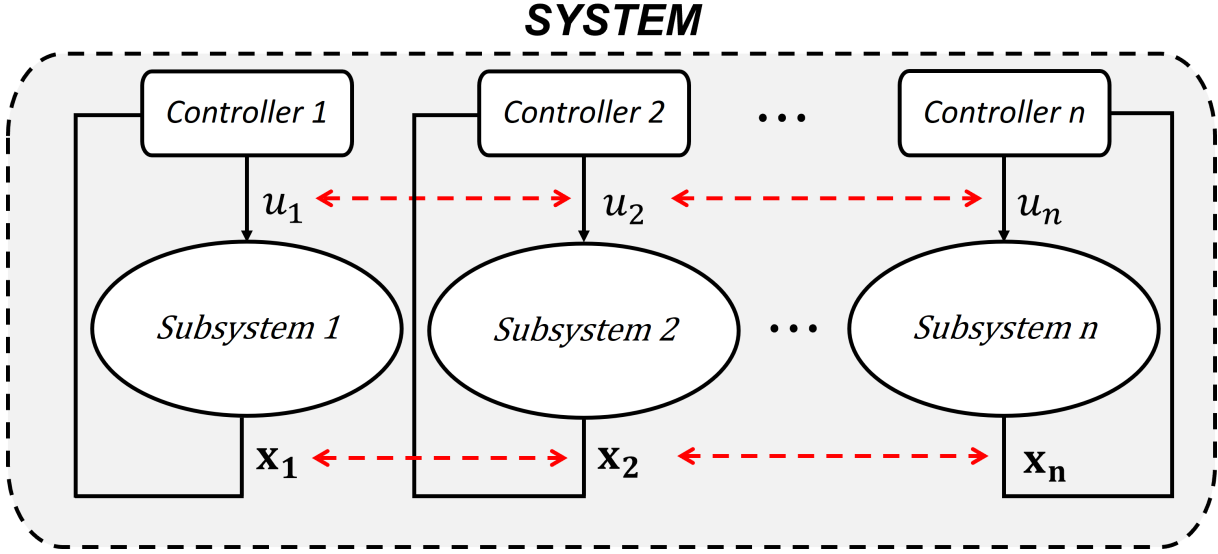 SYSTEM
Controller 1
Controller 2
...
Controller n
u₁
u₂
uₙ
Subsystem 1
Subsystem 2
...
Subsystem n
x₁
x₂
xₙ